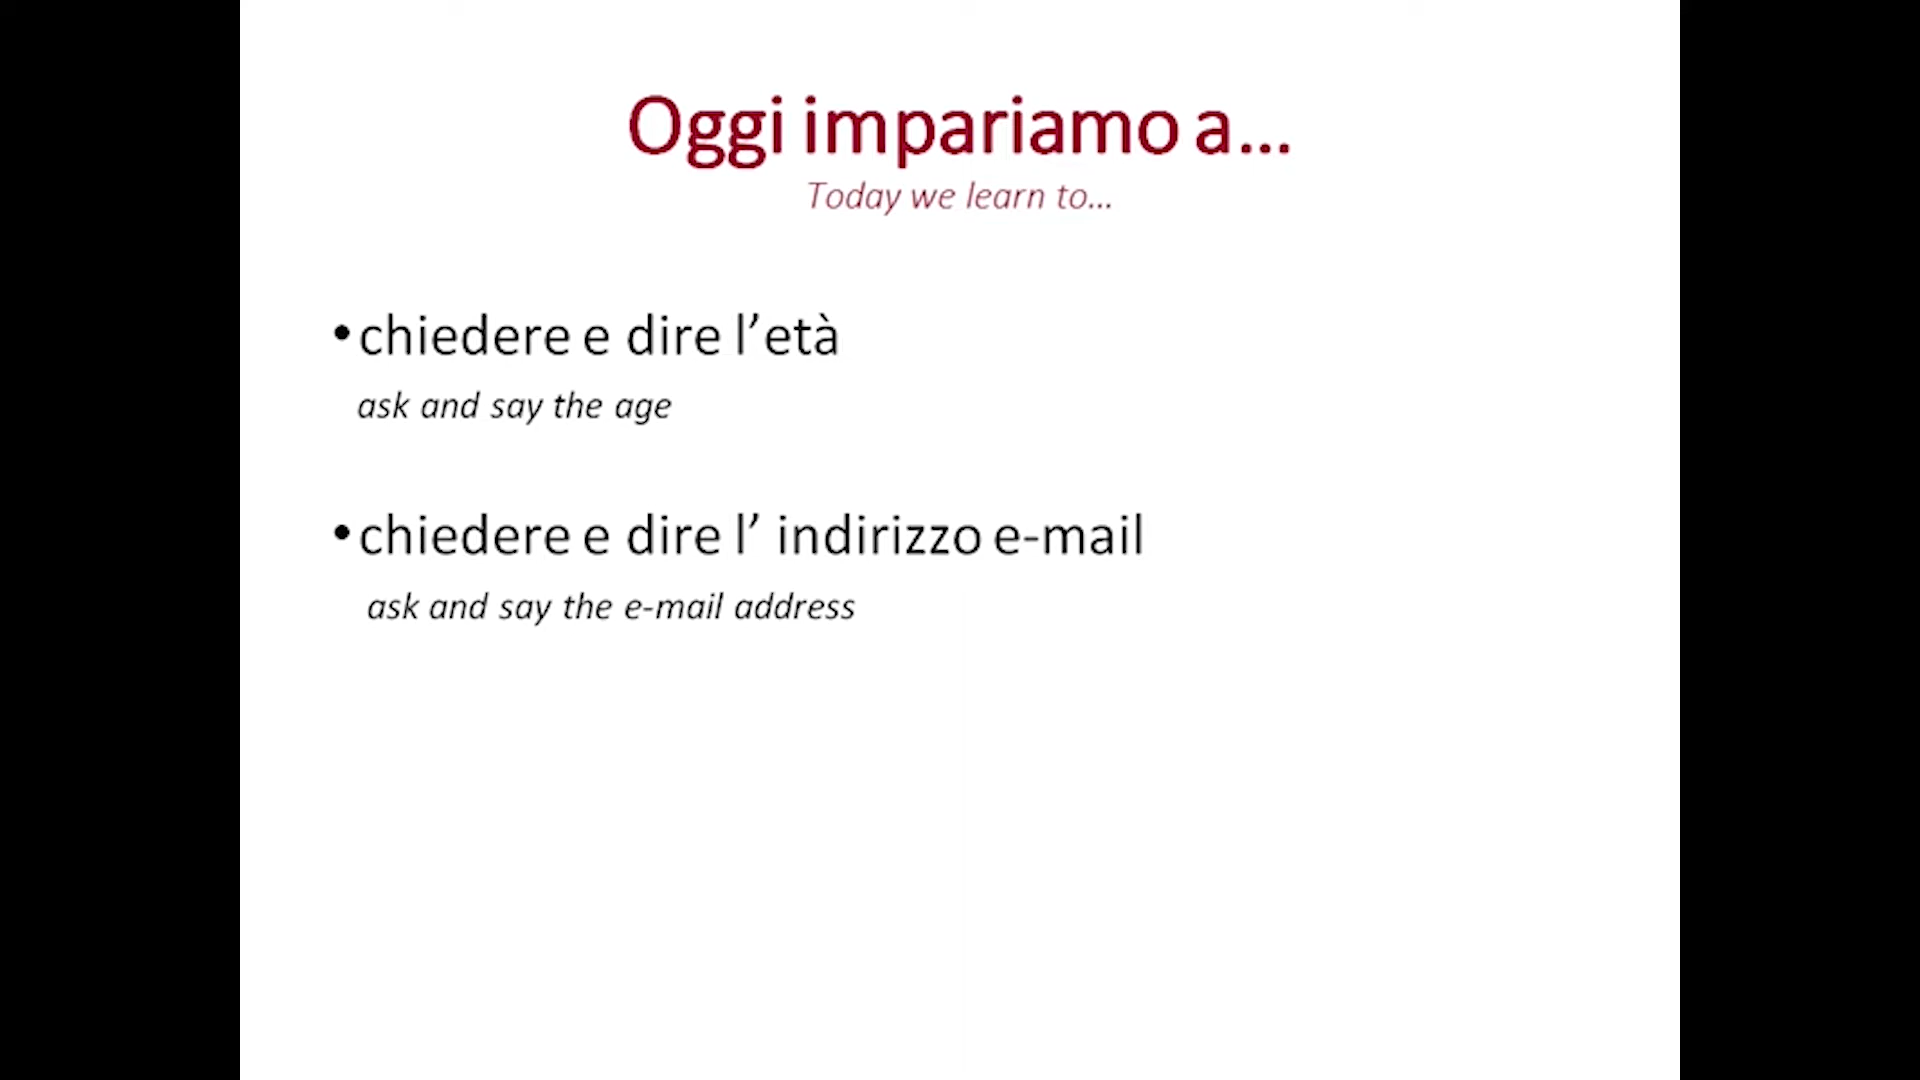 Oggi impariamo a...
Today we learn to...
•chiedere e dire l’età
ask and say the age
•chiedere e dire l’ indirizzo e-mail
ask and say the e-mail address